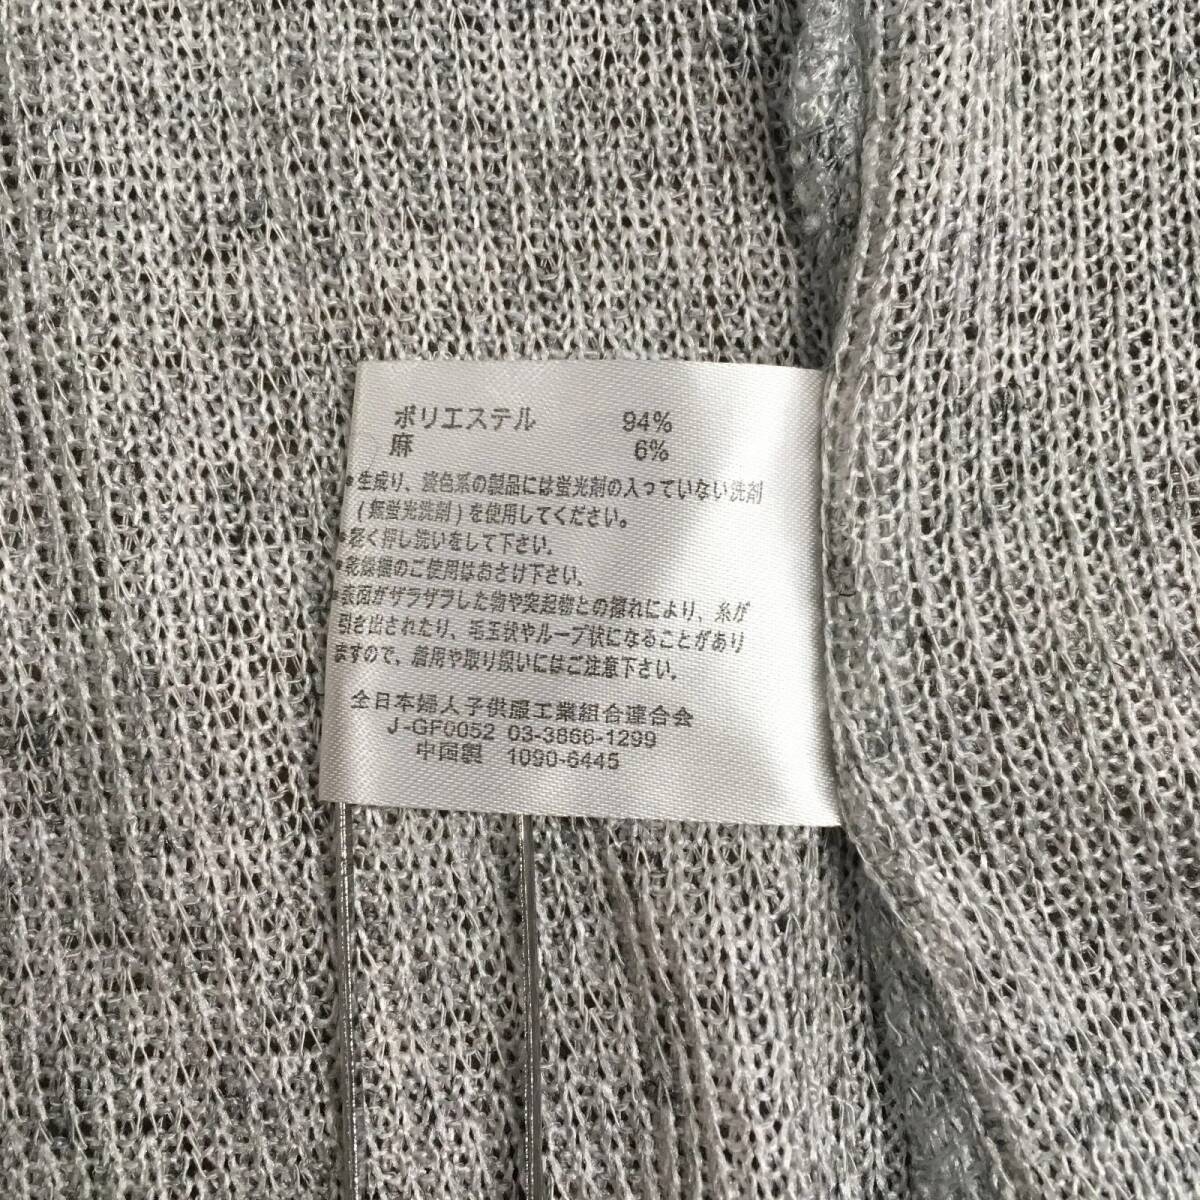 ポリエステル 94%
麻 6%
•生成り、淡色系の製品には蛍光剤の入っていない洗剤
(無蛍光洗剤)を使用してください。
•軽く押し洗いをして下さい。
•乾燥機のご使用はおさけ下さい。
表面がザラザラした物や突起物との擦れにより、糸が
引き出されたり、毛玉状やループ状になることがあり
ますので、着用や取り扱いにはご注意下さい。
全日本婦人子供服工業組合連合会
J-GF0052 03-3866-1299
中国製 1090-6445